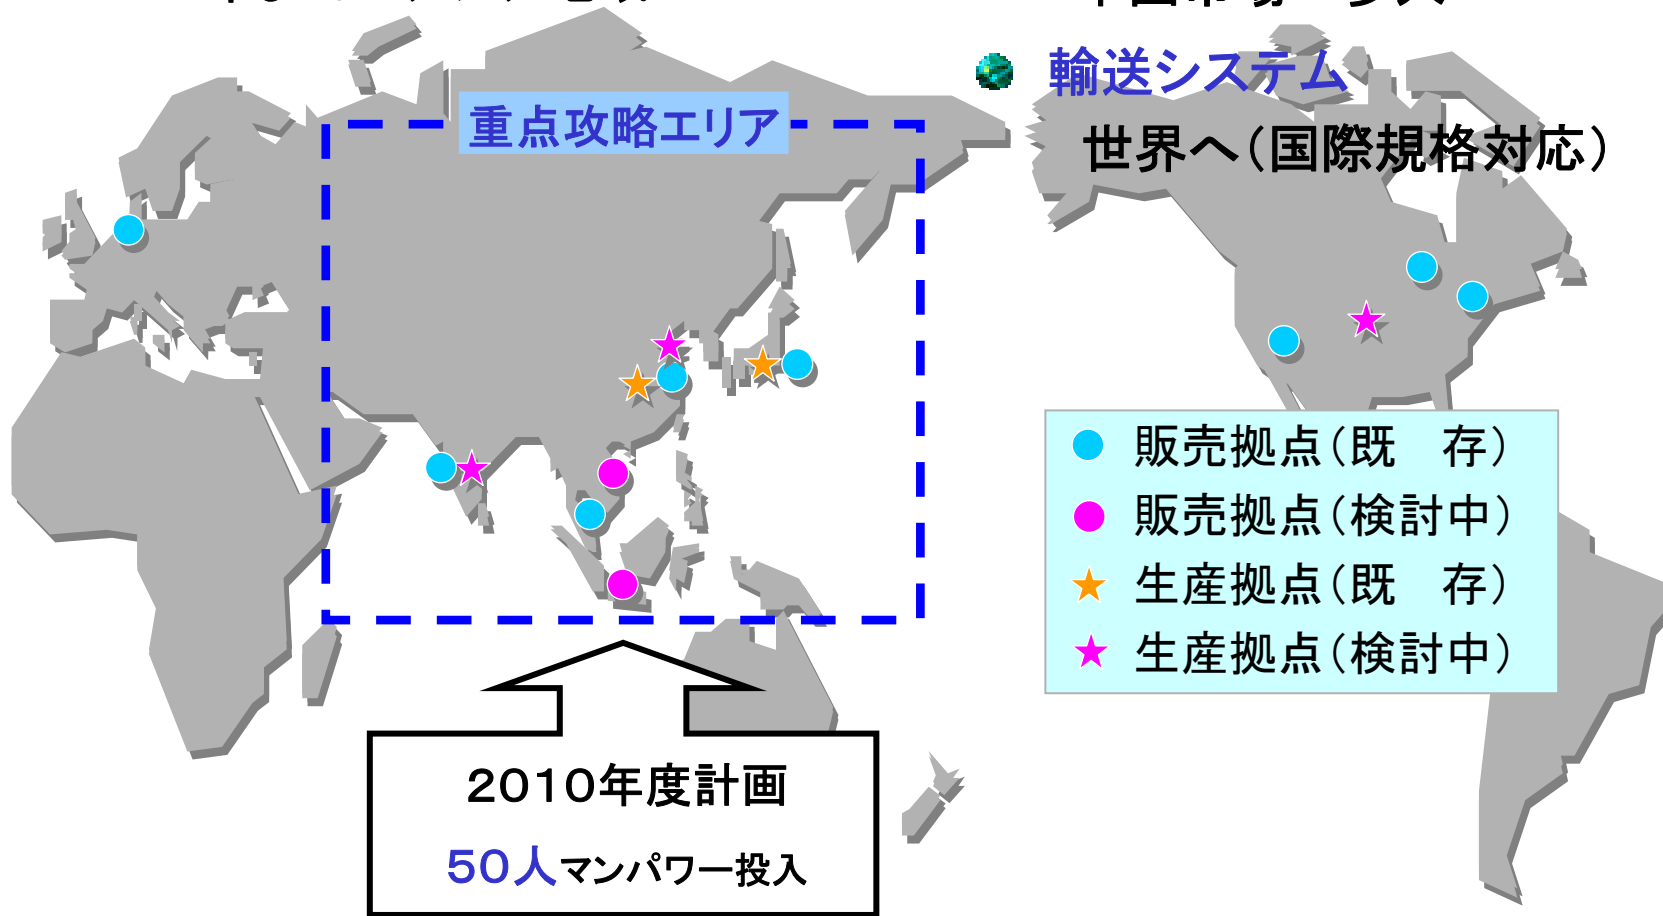 輸送システム
世界へ（国際規格対応）
重点攻略エリア
販売拠点（既　存）
販売拠点（検討中）
生産拠点（既　存）
生産拠点（検討中）
2010年度計画
50人マンパワー投入